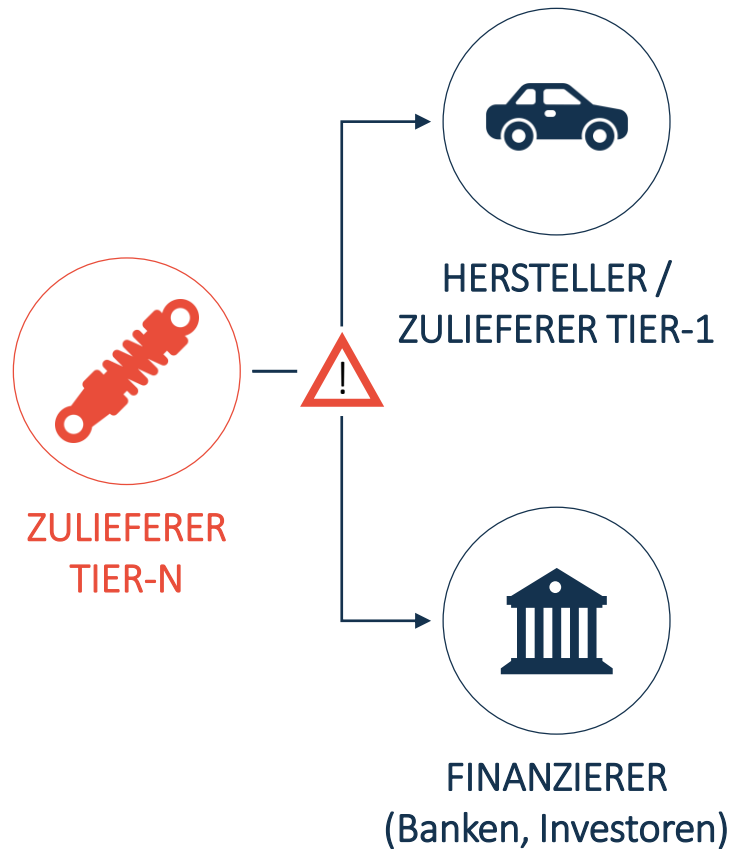 HERSTELLER /
ZULIEFERER TIER-1
!
ZULIEFERER
TIER-N
FINANZIERER
(Banken, Investoren)